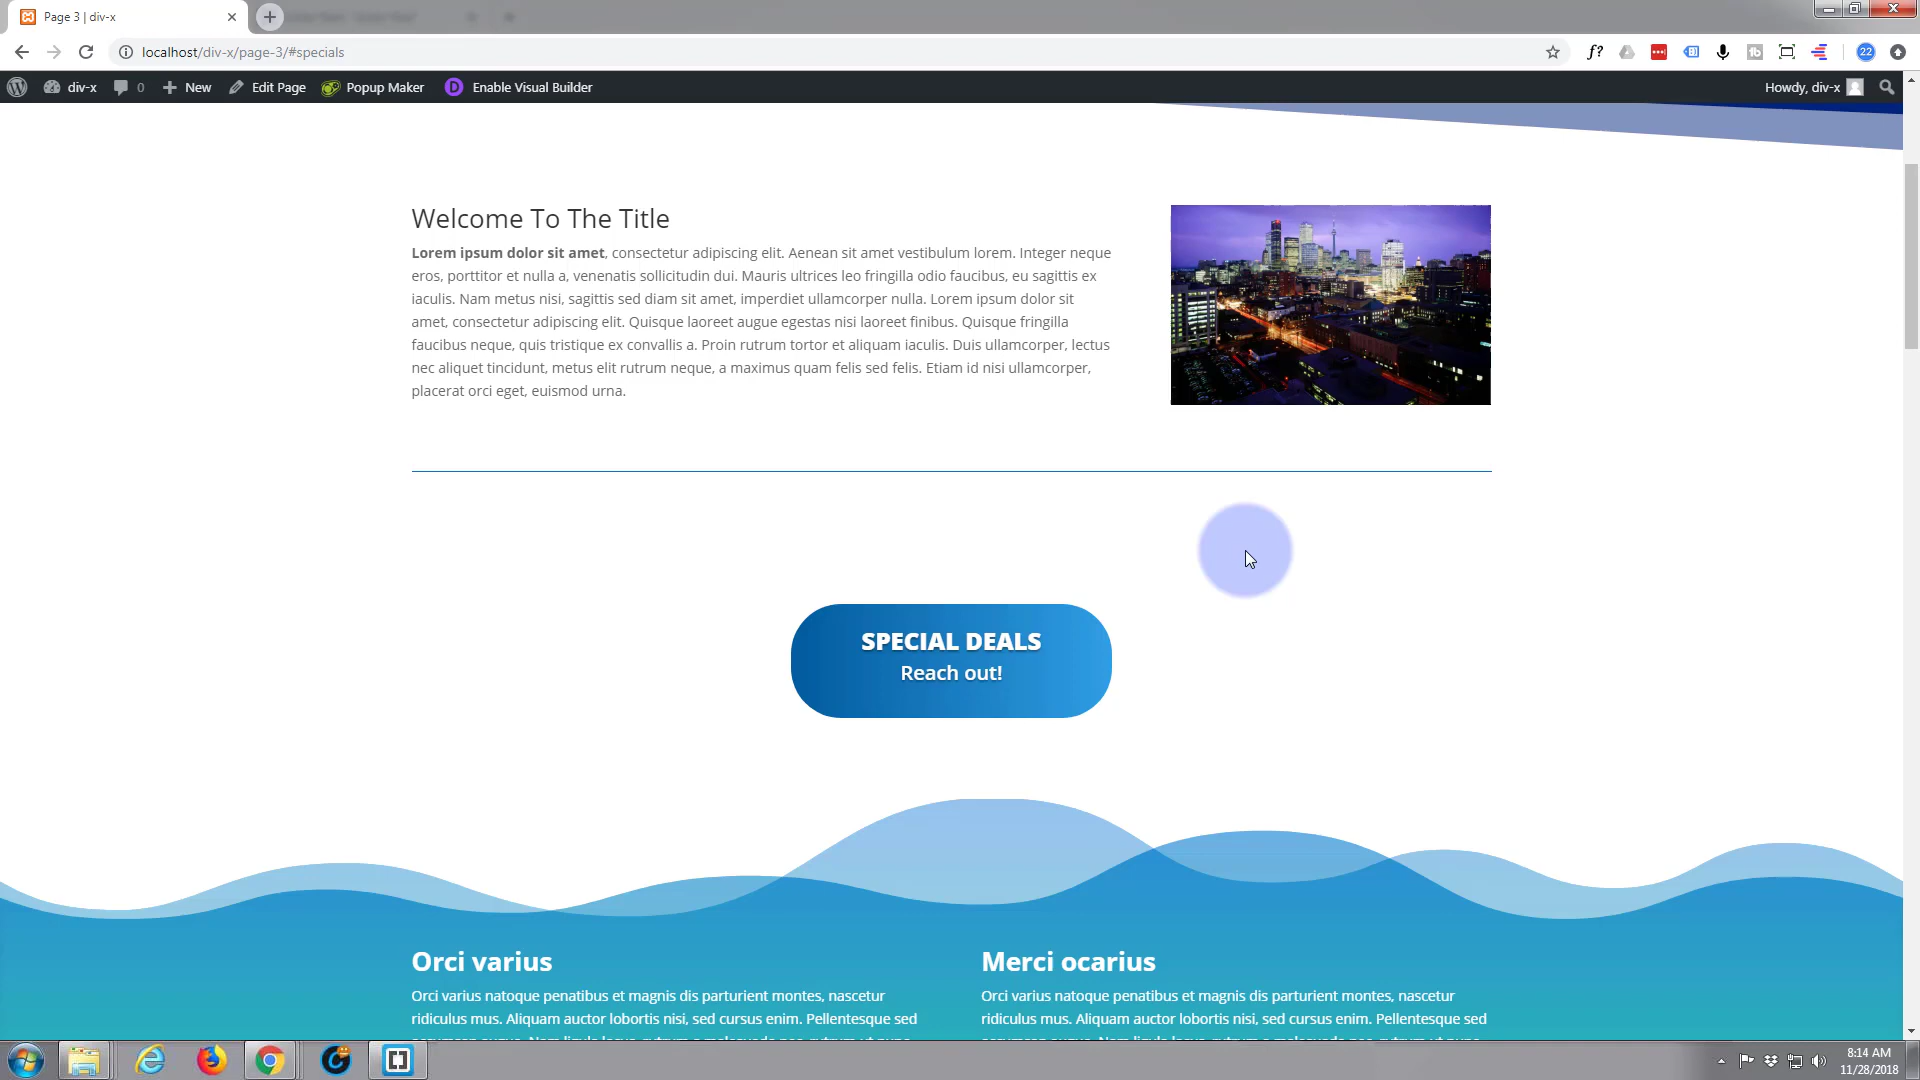 Page 3 | div-x
localhost/div-x/page-3/#specials
f?
22
div-x
0
New
Edit Page
Popup Maker
D
Enable Visual Builder
Howdy, div-x
Welcome To The Title
Lorem ipsum dolor sit amet, consectetur adipiscing elit. Aenean sit amet vestibulum lorem. Integer neque
eros, porttitor et nulla a, venenatis sollicitudin dui. Mauris ultrices leo fringilla odio faucibus, eu sagittis ex
iaculis. Nam metus nisi, sagittis sed diam sit amet, imperdiet ullamcorper nulla. Lorem ipsum dolor sit
amet, consectetur adipiscing elit. Quisque laoreet augue egestas nisi laoreet finibus. Quisque fringilla
faucibus neque, quis tristique ex convallis a. Proin rutrum tortor et aliquam iaculis. Duis ullamcorper, lectus
nec aliquet tincidunt, metus elit rutrum neque, a maximus quam felis sed felis. Etiam id nisi ullamcorper,
placerat orci eget, euismod urna.
SPECIAL DEALS
Reach out!
Orci varius
Orci varius natoque penatibus et magnis dis parturient montes, nascetur
ridiculus mus. Aliquam auctor lobortis nisi, sed cursus enim. Pellentesque sed
Merci ocarius
Orci varius natoque penatibus et magnis dis parturient montes, nascetur
ridiculus mus. Aliquam auctor lobortis nisi, sed cursus enim. Pellentesque sed
8:14 AM
11/28/2018